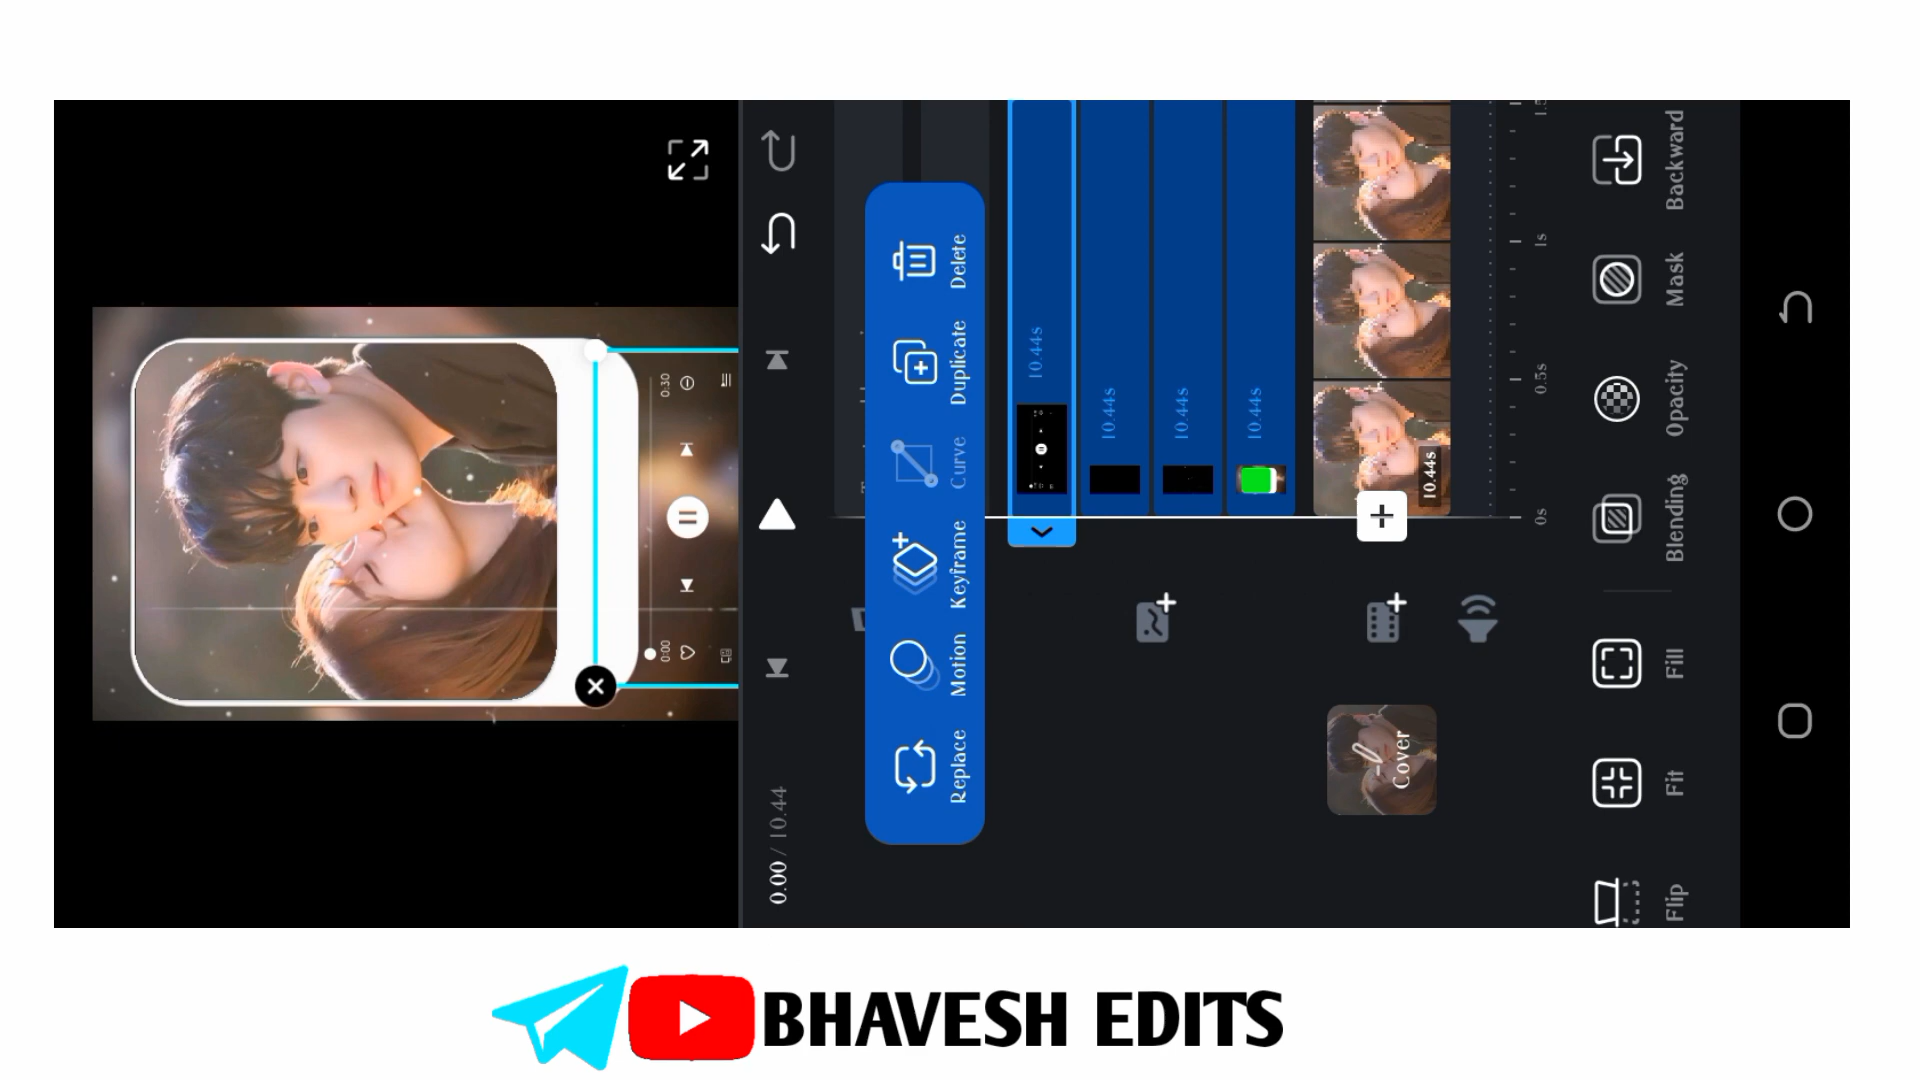 0:00 0:30
0.00 / 10.44
Replace Motion Keyframe Curve Duplicate Delete
10.44s
10.44s
10.44s
10.44s
Cover 10.44s
0s 0.5s 1s
Flip Fit Fill Blending Opacity Mask Backward
BHAVESH EDITS